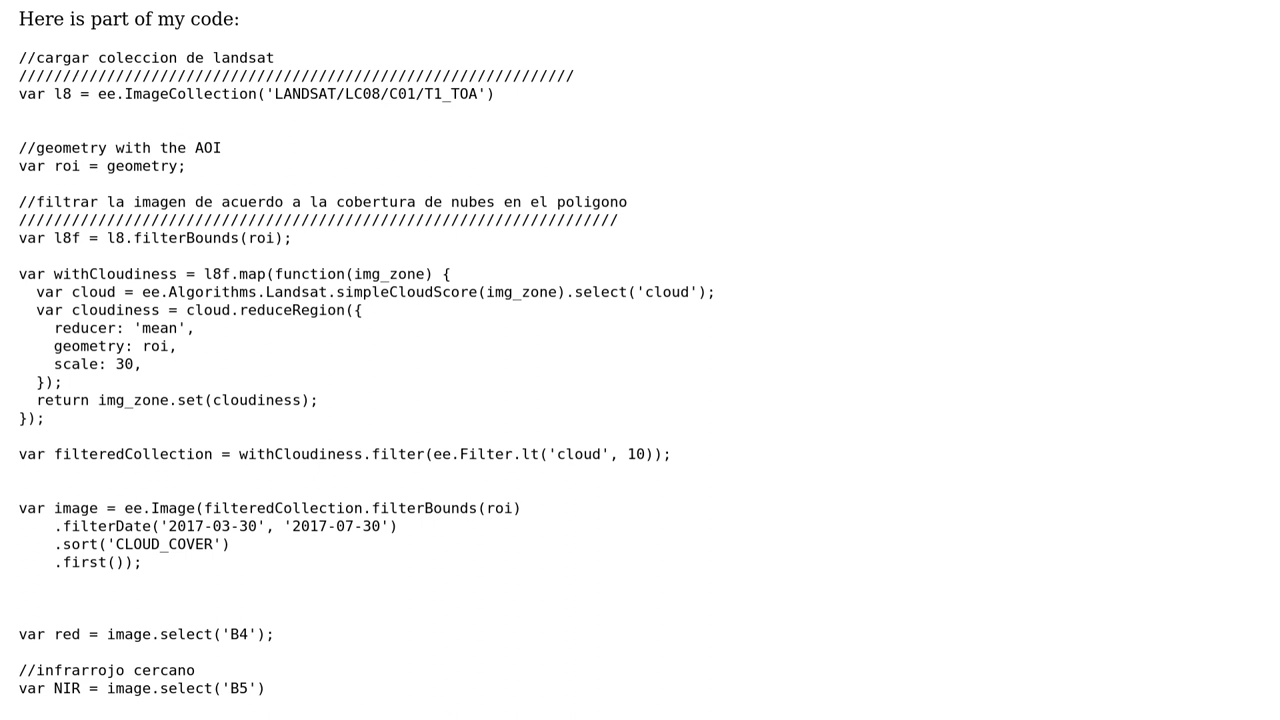 Here is part of my code:
//cargar coleccion de landsat
///////////////////////////////////////////////////////////////
var l8 = ee.ImageCollection('LANDSAT/LC08/C01/T1_TOA')
//geometry with the AOI
var roi = geometry;
//filtrar la imagen de acuerdo a la cobertura de nubes en el poligono
////////////////////////////////////////////////////////////////////
var l8f = l8.filterBounds(roi);
var withCloudiness = l8f.map(function(img_zone) {
  var cloud = ee.Algorithms.Landsat.simpleCloudScore(img_zone).select('cloud');
  var cloudiness = cloud.reduceRegion({
    reducer: 'mean',
    geometry: roi,
    scale: 30,
  });
  return img_zone.set(cloudiness);
});
var filteredCollection = withCloudiness.filter(ee.Filter.lt('cloud', 10));
var image = ee.Image(filteredCollection.filterBounds(roi)
    .filterDate('2017-03-30', '2017-07-30')
    .sort('CLOUD_COVER')
    .first());
var red = image.select('B4');
//infrarrojo cercano
var NIR = image.select('B5')